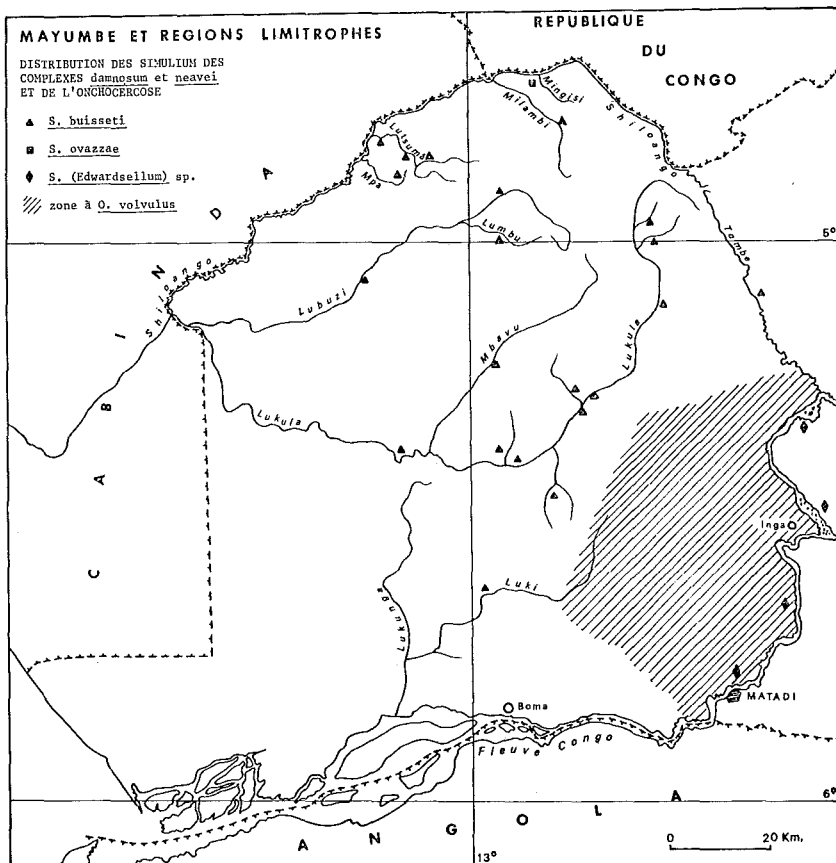 MAYUMBE ET REGIONS LIMITROPHES
DISTRIBUTION DES SIMULIUM DES
COMPLEXES damnosum et neavei
ET DE L'ONCHOCERCOSE
S. buisseti
S. ovazzae
S. (Edwardsellum) sp.
zone à O. volvulus
REPUBLIQUE
DU
CONGO
CABINDA
ANGOLA
u
Mingisi
Milambi
Shiloango
Lutsumb
Mpa
Tombe
5°
Lumbu
Shiloango
Lubuzi
Mbavu
Lukula
Lukula
Inga
Luki
Lukunga
MATADI
Boma
Fleuve Congo
6°
13°
0 20 Km.